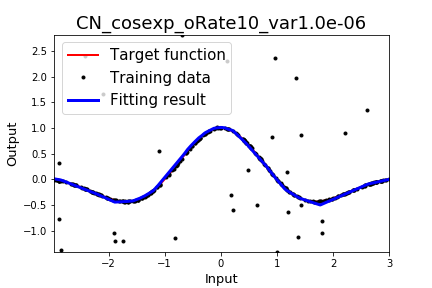 CN_cosexp_oRate10_var1.0e-06
Target function
Training data
Fitting result
Output
2.5
2.0
1.5
1.0
0.5
0.0
−0.5
−1.0
−2
−1
0
1
2
3
Input